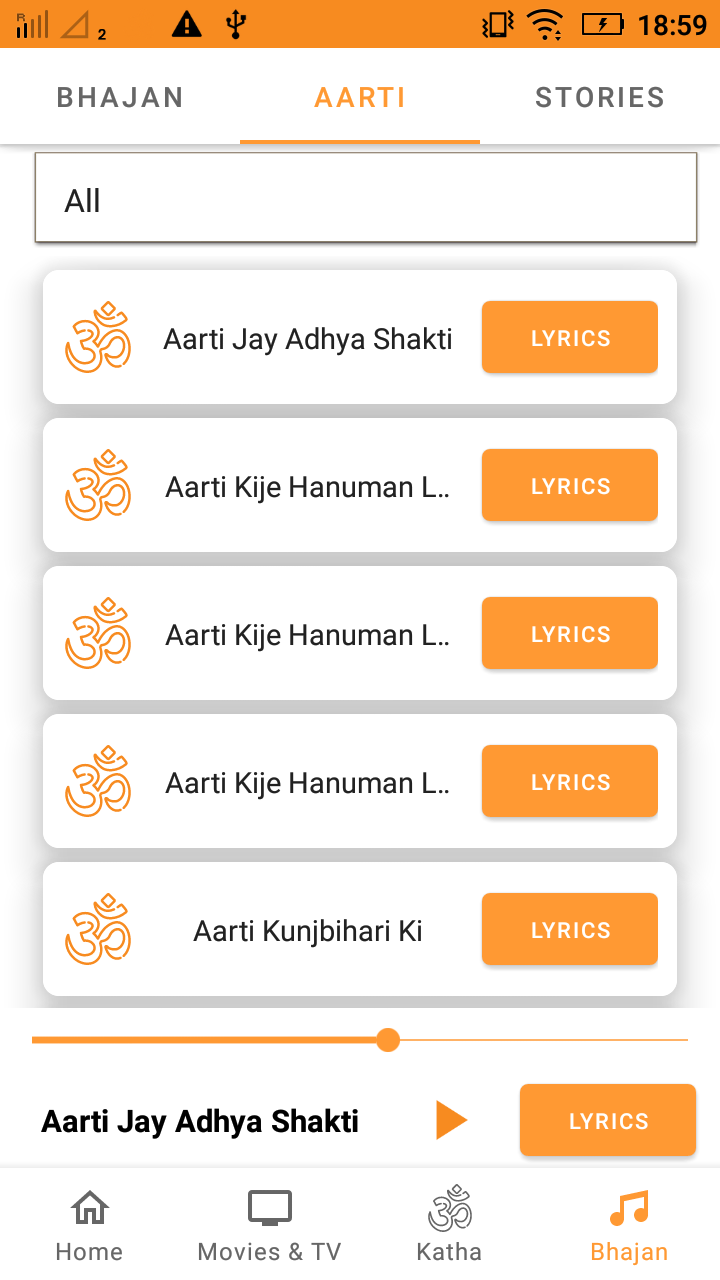 R 2 18:59
BHAJAN AARTI STORIES
All
Aarti Jay Adhya Shakti LYRICS
Aarti Kije Hanuman L.. LYRICS
Aarti Kije Hanuman L.. LYRICS
Aarti Kije Hanuman L.. LYRICS
Aarti Kunjbihari Ki LYRICS
Aarti Jay Adhya Shakti LYRICS
Home Movies & TV Katha Bhajan